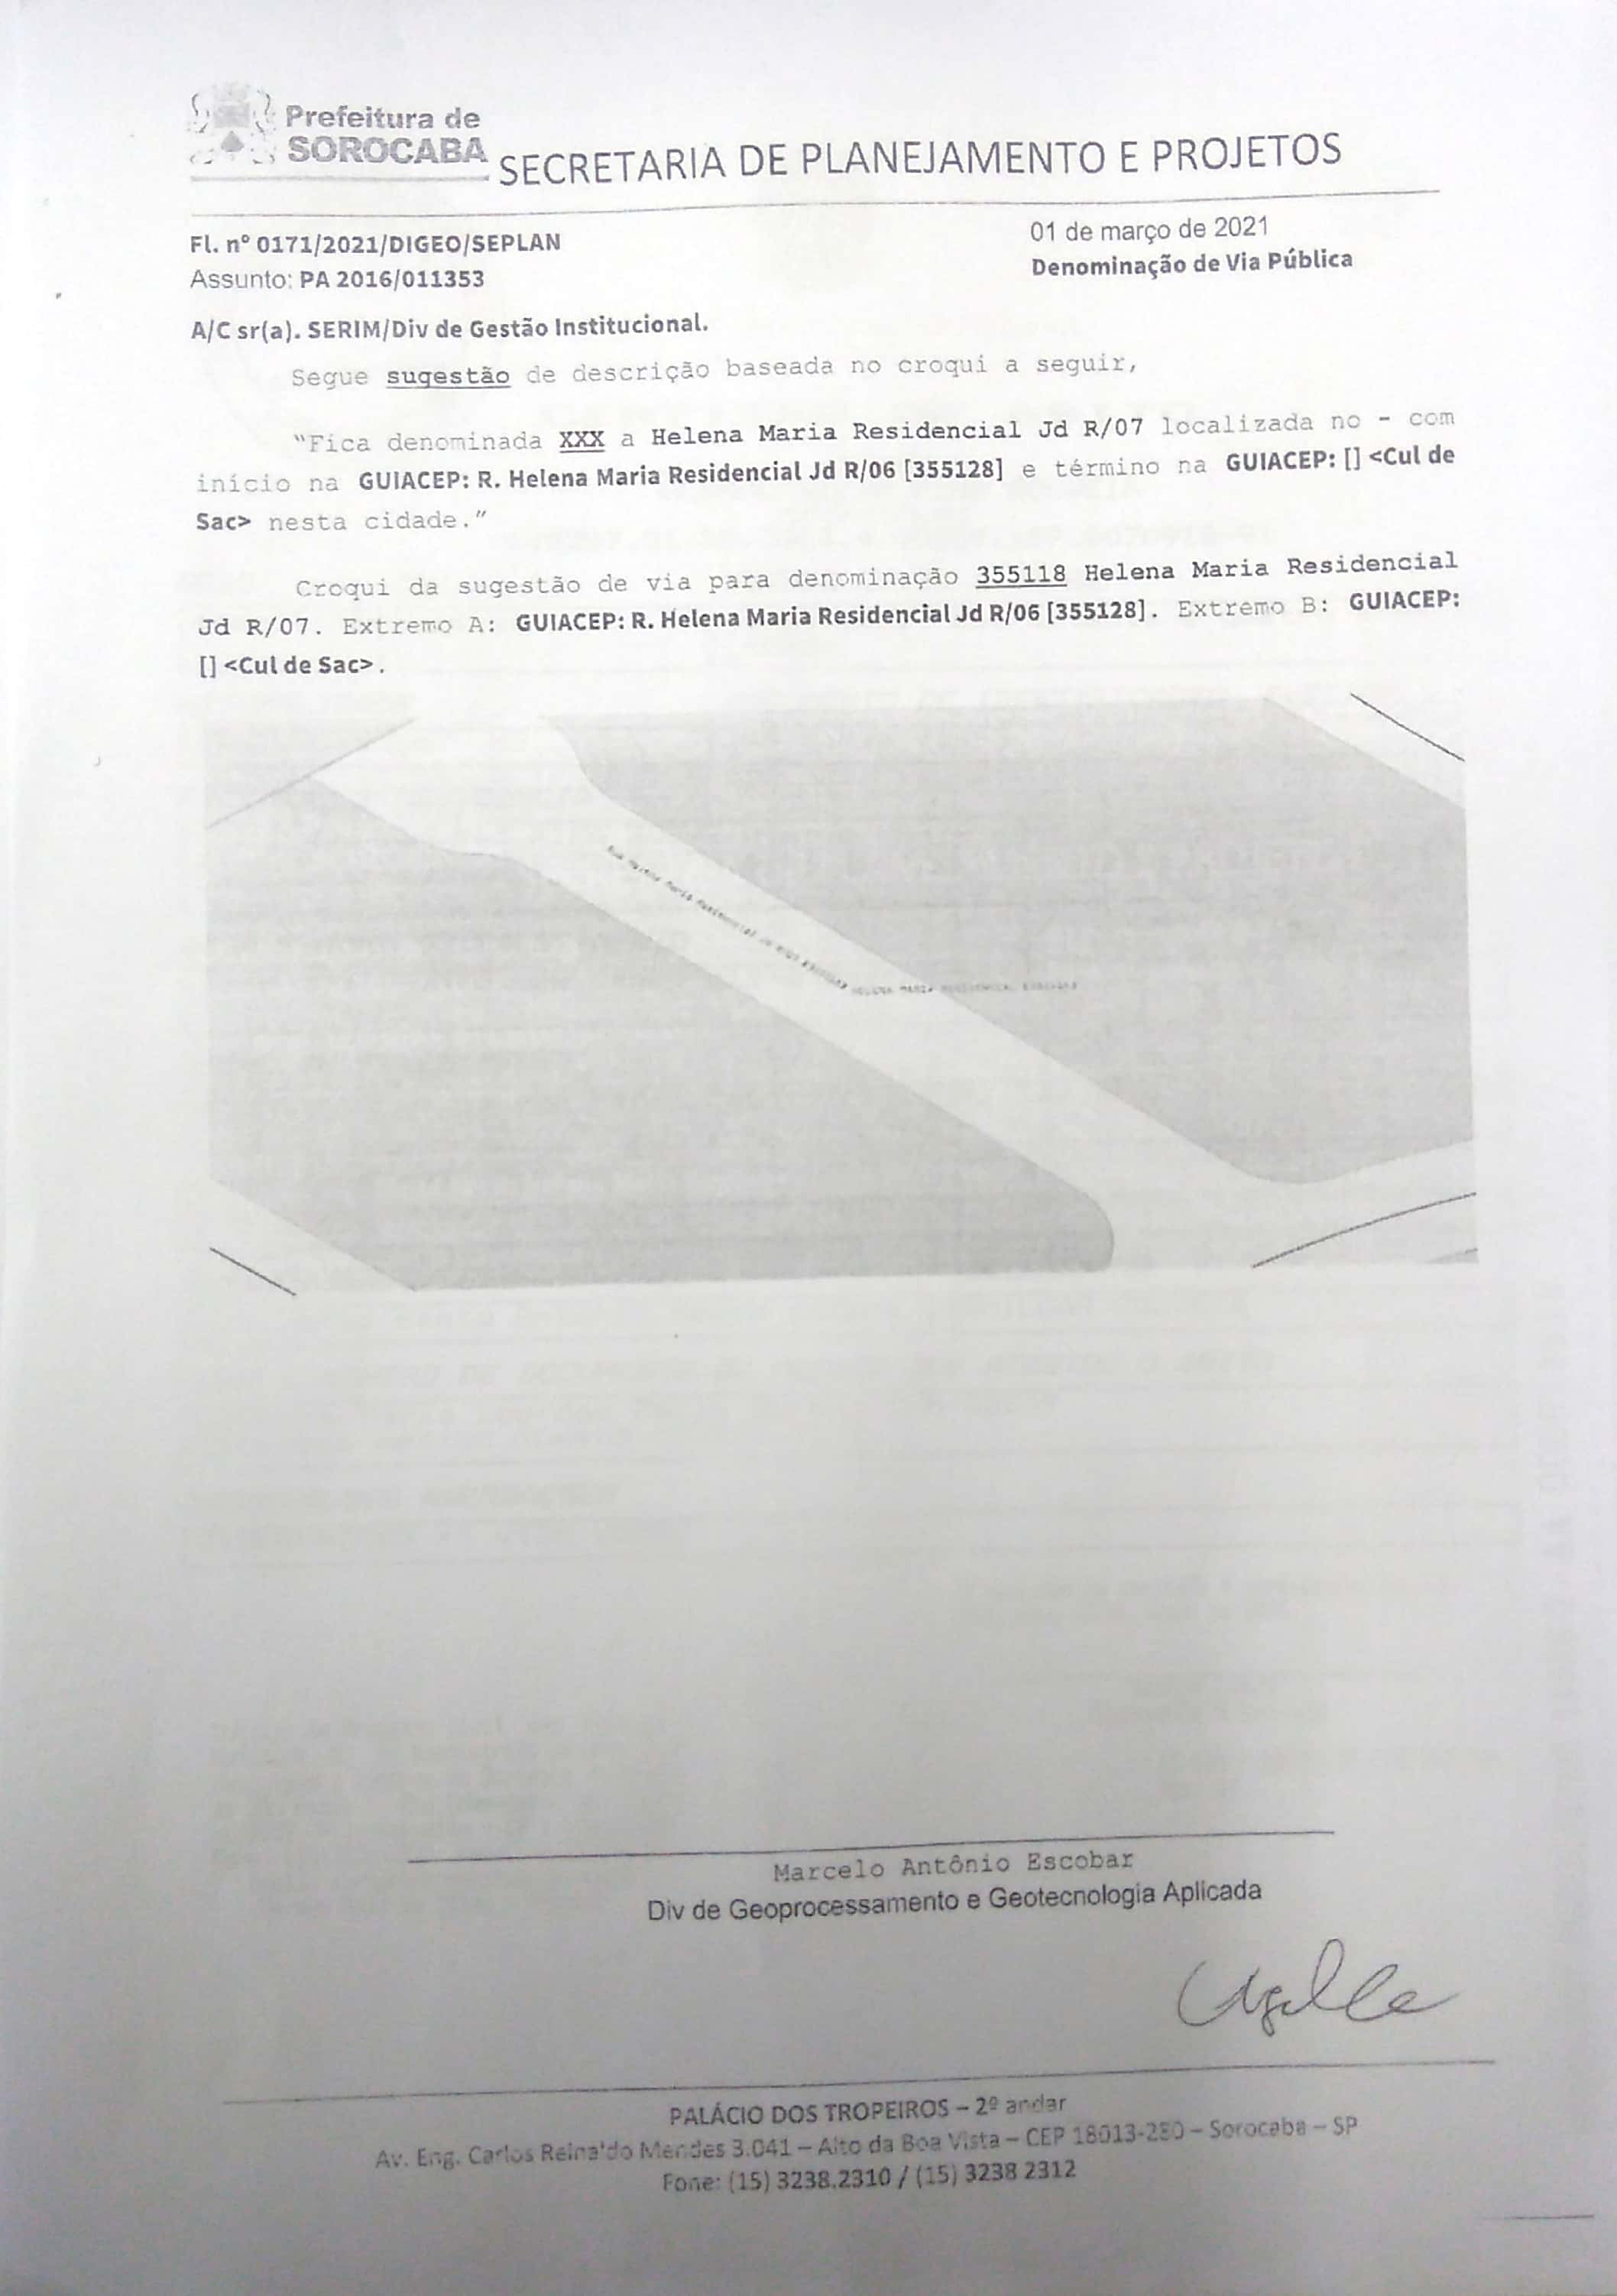 Prefeitura de
SOROCABA SECRETARIA DE PLANEJAMENTO E PROJETOS
Fl. nº 0171/2021/DIGEO/SEPLAN
01 de março de 2021
Assunto: PA 2016/011353
Denominação de Via Pública
A/C sr(a). SERIM/Div de Gestão Institucional.
Segue sugestão de descrição baseada no croqui a seguir,
"Fica denominada XXX a Helena Maria Residencial Jd R/07 localizada no - com
início na GUIACEP: R. Helena Maria Residencial Jd R/06 [355128] e término na GUIACEP: [] <Cul de
Sac> nesta cidade."
Croqui da sugestão de via para denominação 355118 Helena Maria Residencial
Jd R/07. Extremo A: GUIACEP: R. Helena Maria Residencial Jd R/06 [355128]. Extremo B: GUIACEP:
[] <Cul de Sac>.
Marcelo Antônio Escobar
Div de Geoprocessamento e Geotecnologia Aplicada
PALÁCIO DOS TROPEIROS – 2º andar
Av. Eng. Carlos Reinaldo Mendes 3.041 – Alto da Boa Vista – CEP 18013-280 – Sorocaba – SP
Fone: (15) 3238.2310 / (15) 3238 2312